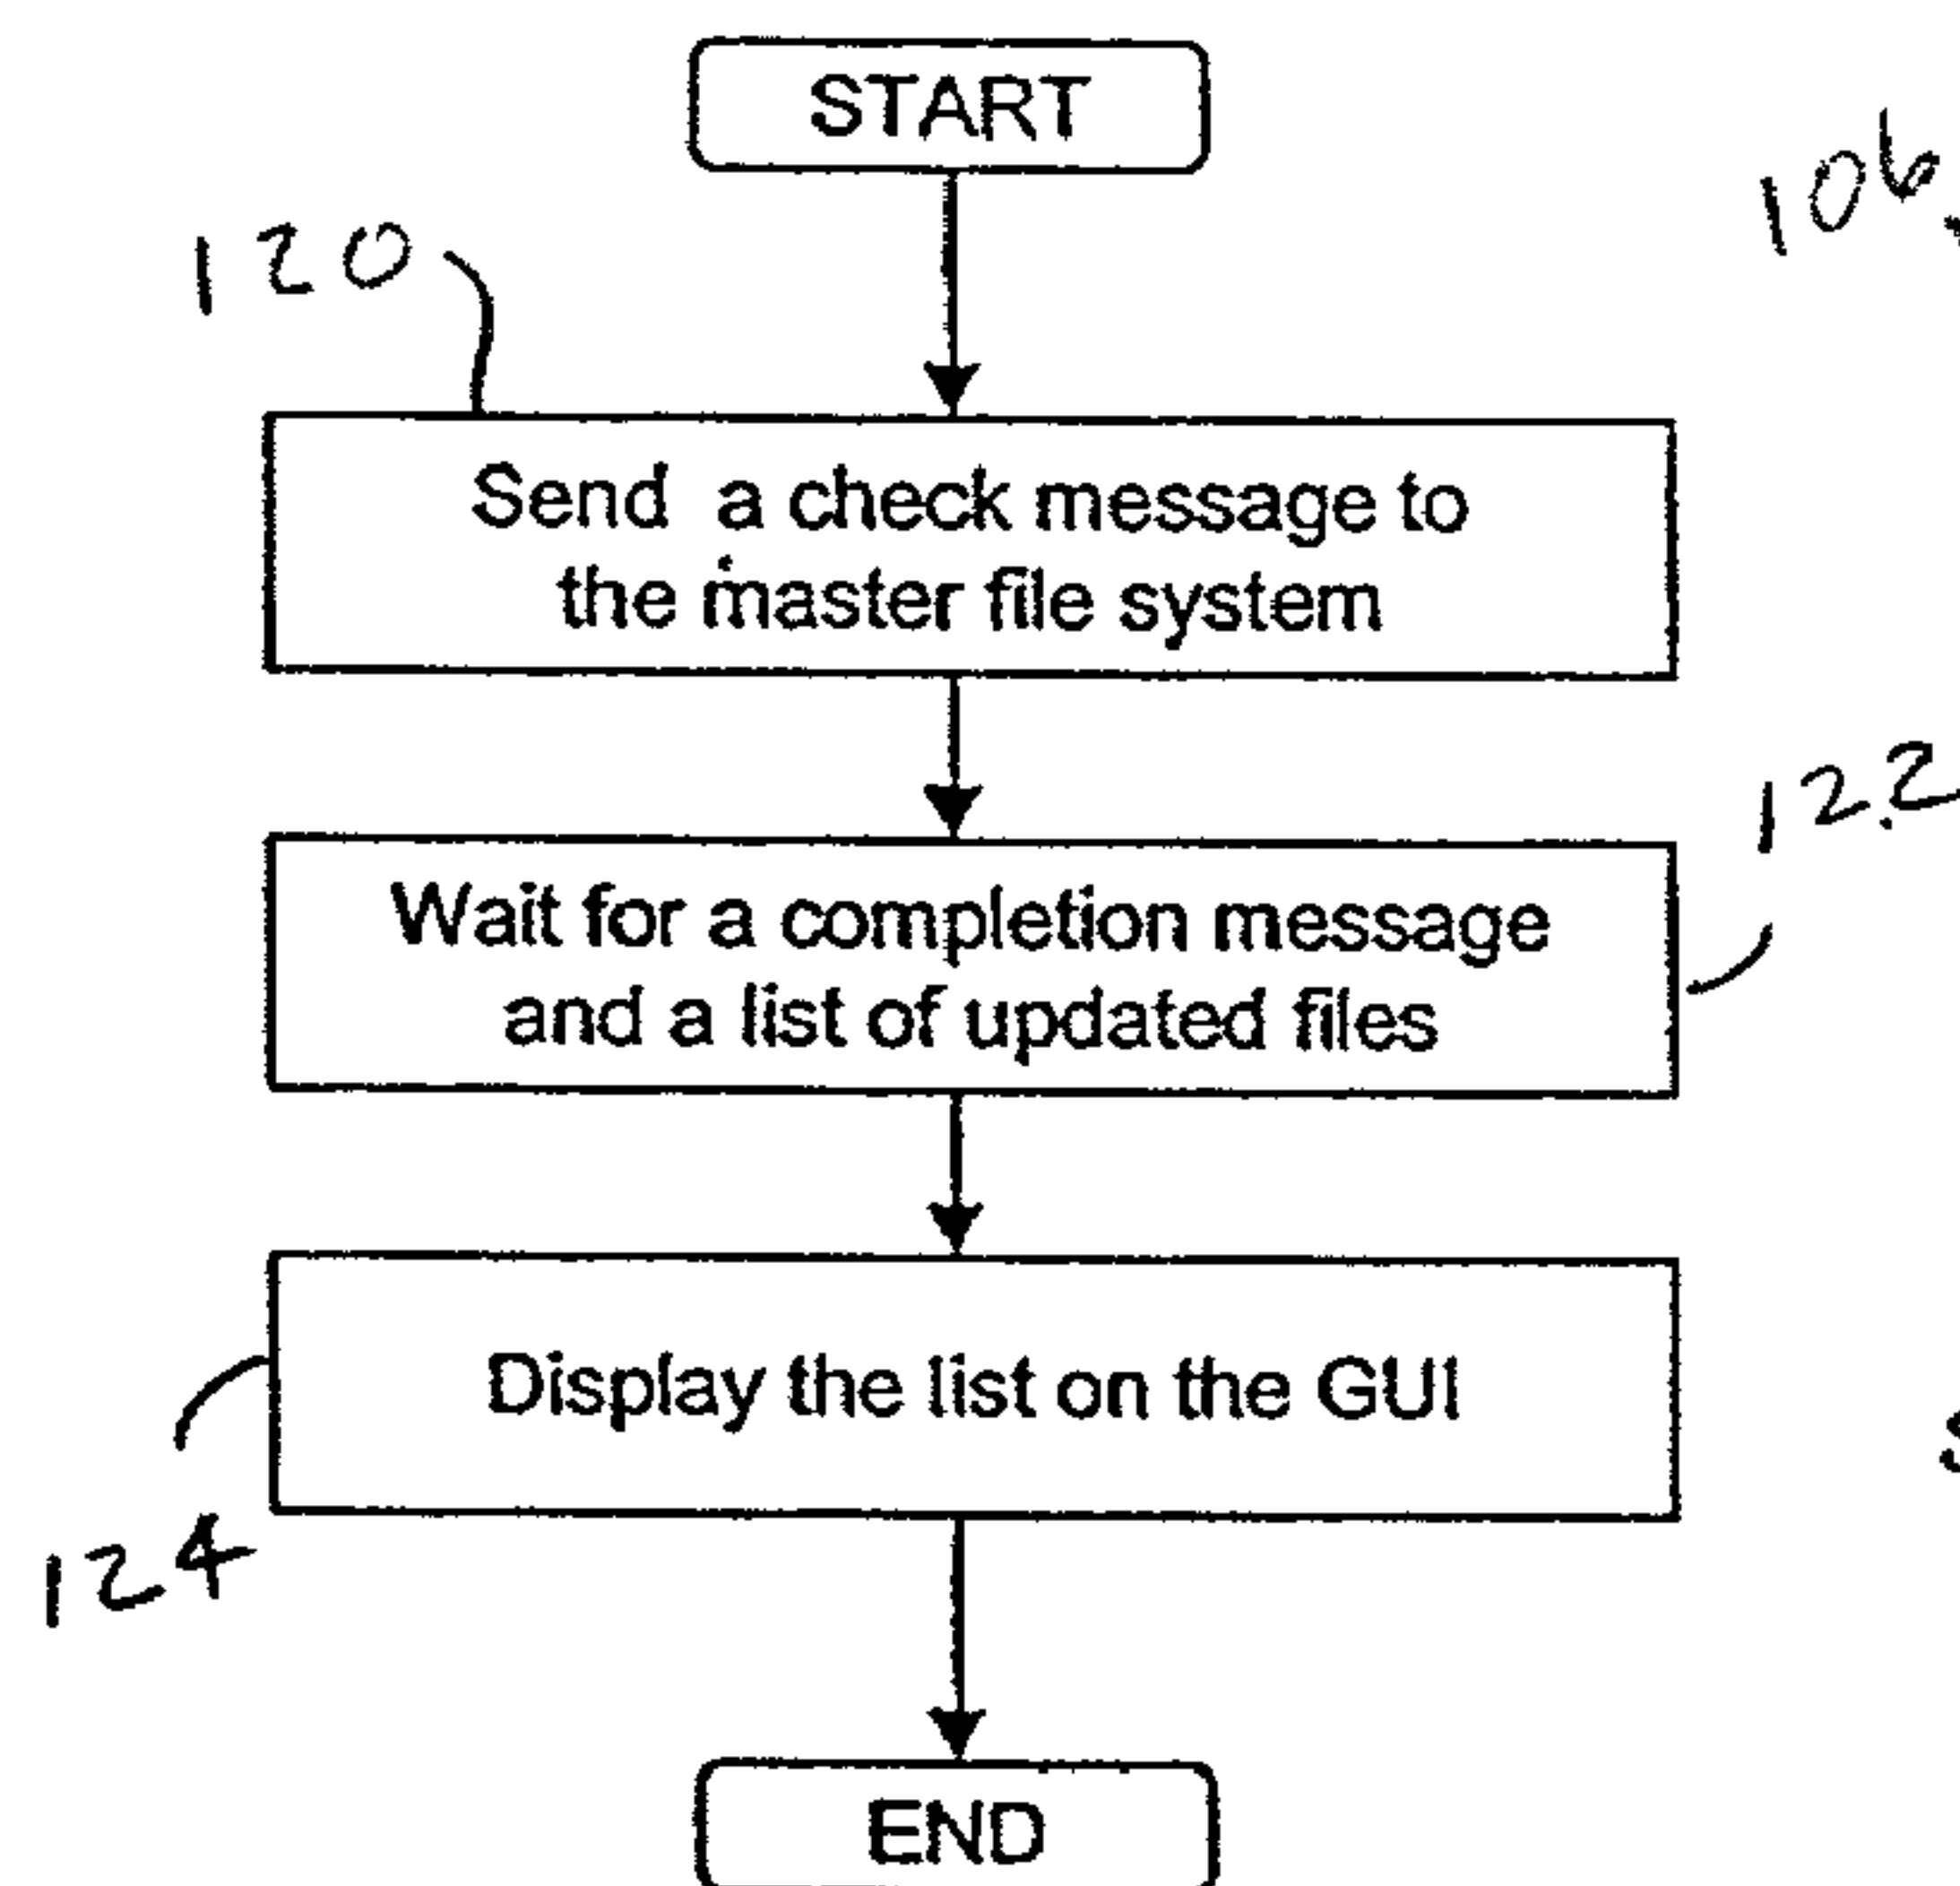 START
106
120
Send a check message to
the master file system
122
Wait for a completion message
and a list of updated files
Display the list on the GUI
124
END